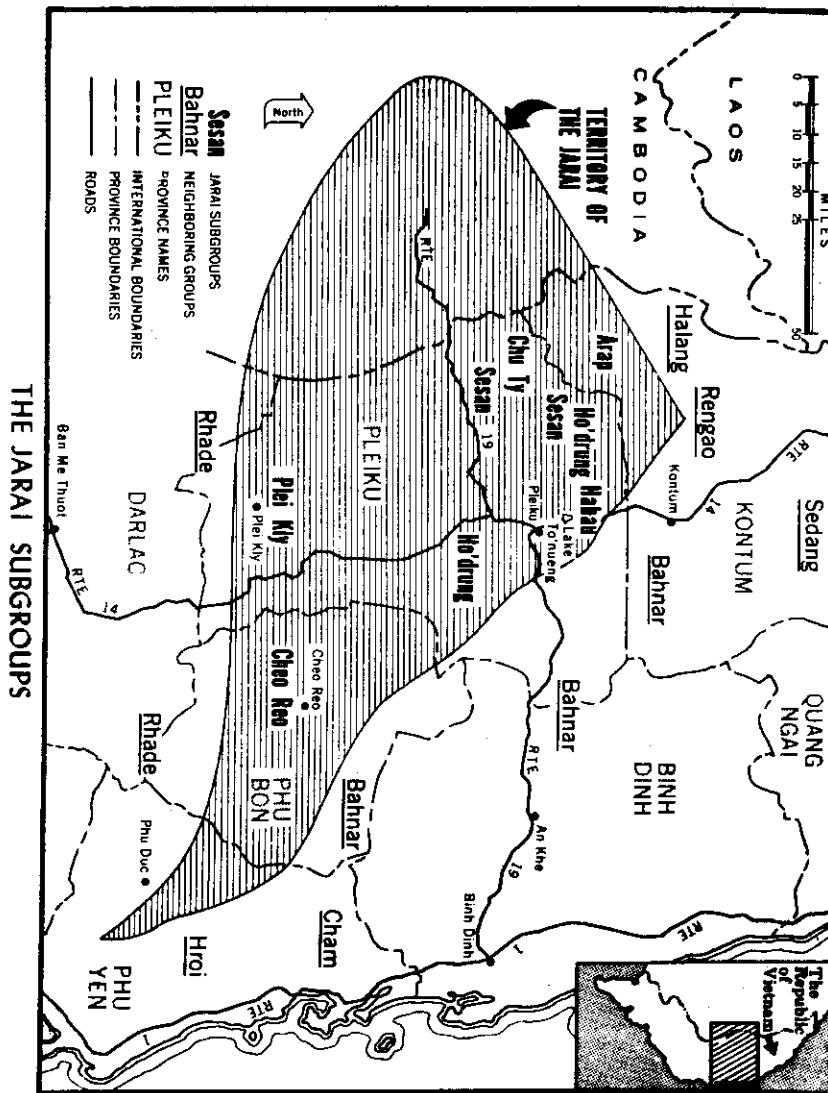 MILES
0
5
10
15
20
25
50
LAOS
CAMBODIA
TERRITORY OF
THE JARAI
North
Sesan JARAI SUBGROUPS
Bahnar NEIGHBORING GROUPS
PLEIKU PROVINCE NAMES
INTERNATIONAL BOUNDARIES
PROVINCE BOUNDARIES
ROADS
Halang
Rengao
Sedang
RTE
14
Kontum
KONTUM
Bahnar
QUANG
NGAI
Arap
Ho'drung Habau
Sesan
Chu Ty
Sesan
RTE
19
Pleiku
Lake
To'nueng
Ho'drung
PLEIKU
Plei Kly
Plei Kly
Rhade
DARLAC
Ban Me Thuot
RTE
14
Cheo Reo
Cheo Reo
PHU
BON
Bahnar
Bahnar
BINH
DINH
RTE
An Khe
19
Binh Dinh
RTE
1
Rhade
Phu Duc
Hroi
Cham
PHU
YEN
RTE
1
The
Republic
of
Vietnam
THE JARAI SUBGROUPS